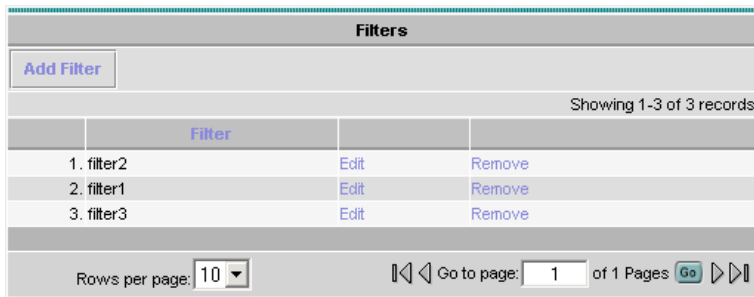 Filters
Add Filter
Showing 1-3 of 3 records
Filter
1. filter2 Edit Remove
2. filter1 Edit Remove
3. filter3 Edit Remove
Rows per page: 10 Go to page: 1 of 1 Pages Go